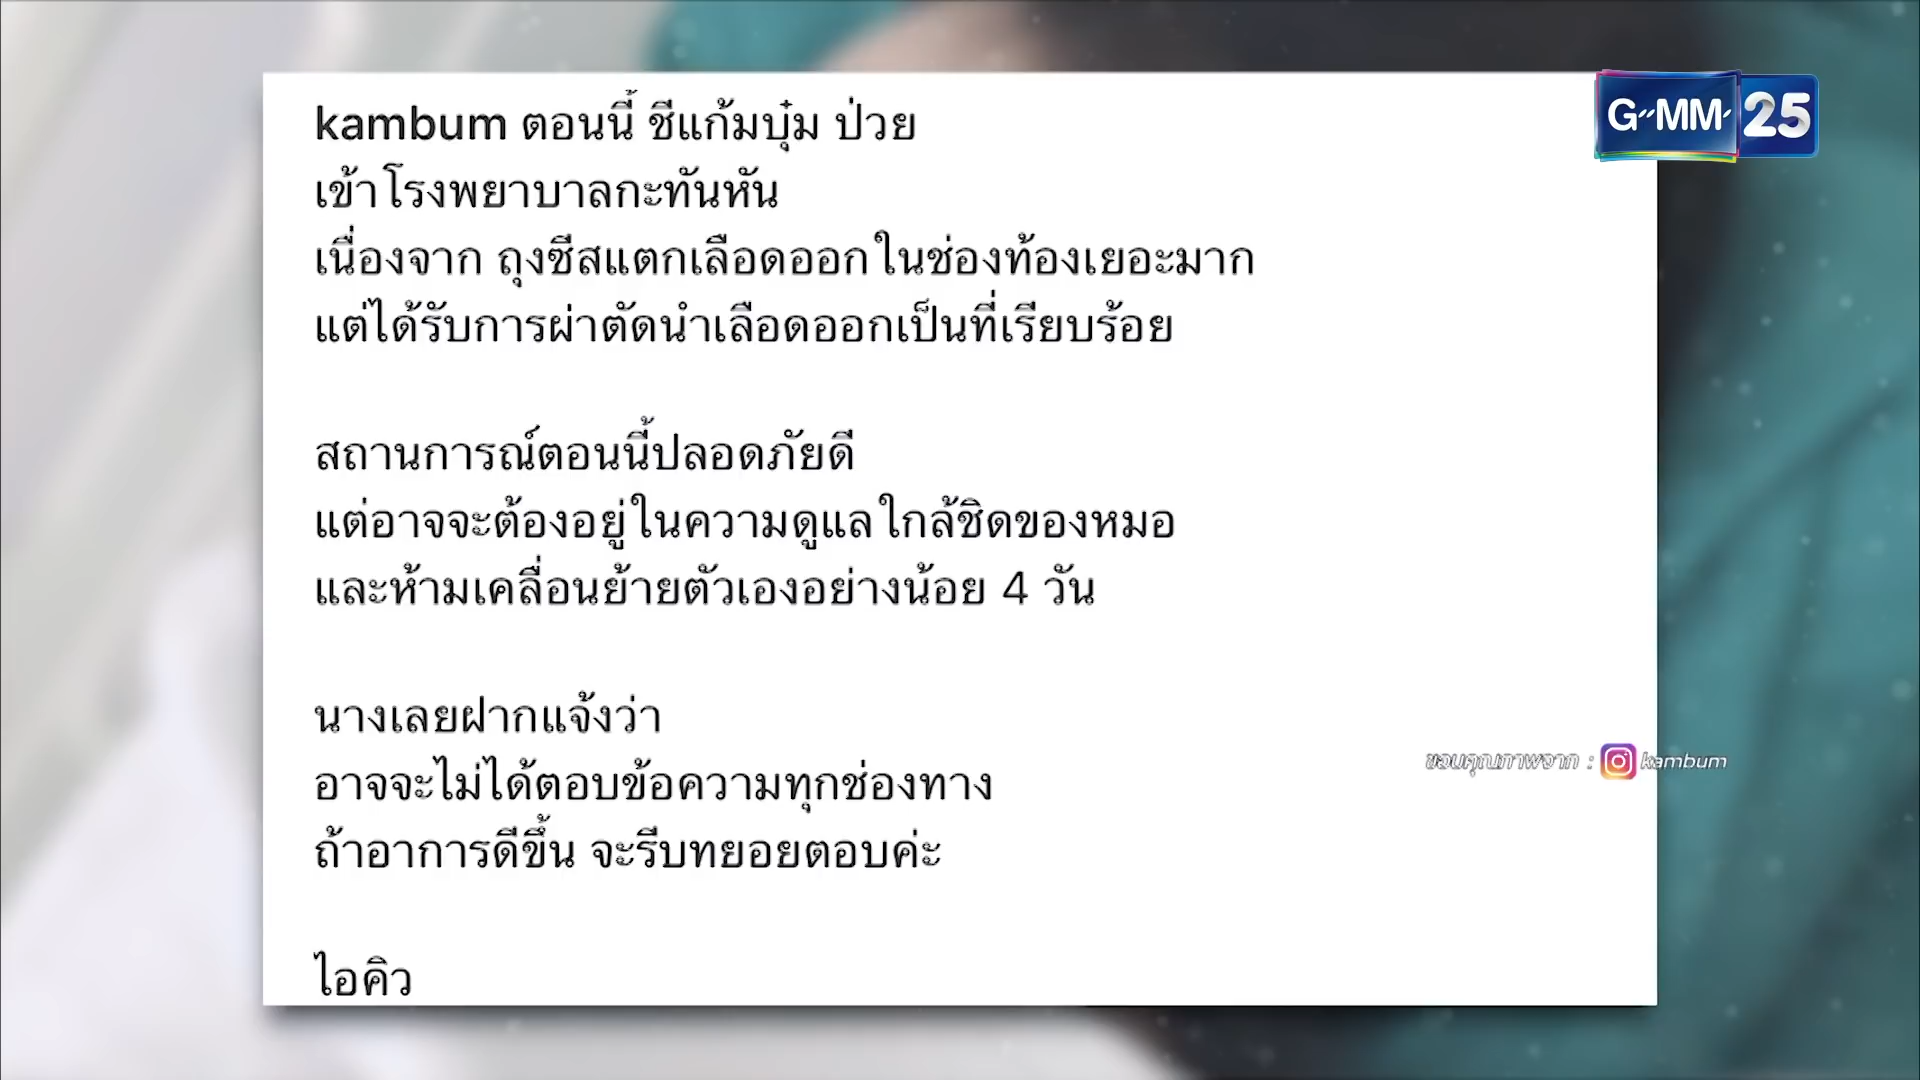 kambum ตอนนี้ ชีแก้มบุ๋ม ป่วย
เข้าโรงพยาบาลกะทันหัน
เนื่องจาก ถุงซีสแตกเลือดออกในช่องท้องเยอะมาก
แต่ได้รับการผ่าตัดนำเลือดออกเป็นที่เรียบร้อย
สถานการณ์ตอนนี้ปลอดภัยดี
แต่อาจจะต้องอยู่ในความดูแลใกล้ชิดของหมอ
และห้ามเคลื่อนย้ายตัวเองอย่างน้อย 4 วัน
นางเลยฝากแจ้งว่า
อาจจะไม่ได้ตอบข้อความทุกช่องทาง
ถ้าอาการดีขึ้น จะรีบทยอยตอบค่ะ
ไอคิว
GMM 25
ขอบคุณภาพจาก : kambum